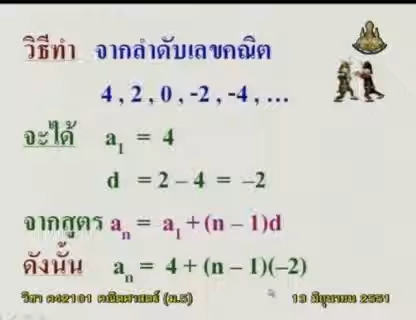 วิธีทำ จากลำดับเลขคณิต
4 , 2 , 0 , -2 , -4 , ...
จะได้ a₁ = 4
d = 2 – 4 = –2
จากสูตร aₙ = a₁ + (n – 1)d
ดังนั้น aₙ = 4 + (n – 1)(–2)
วิชา ค42101 คณิตศาสตร์ (ม.5) 13 มิถุนายน 2551